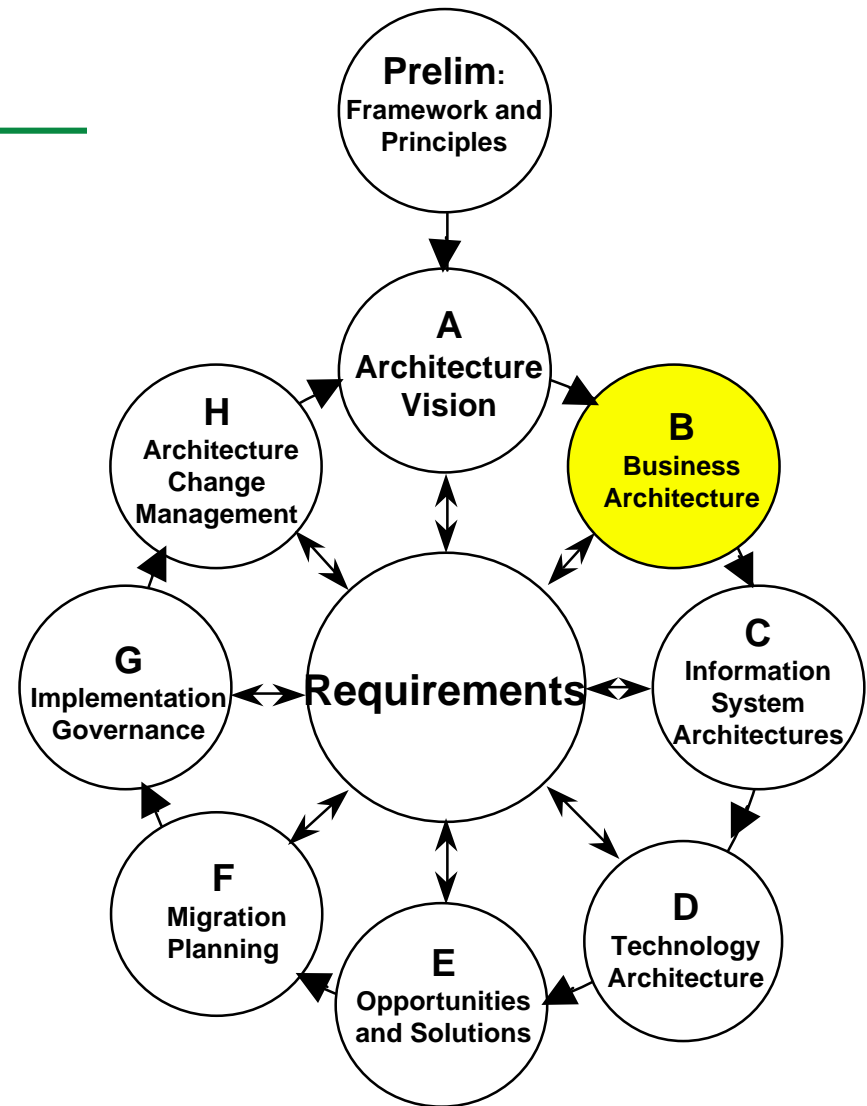 Prelim:
Framework and
Principles
A
Architecture
Vision
B
Business
Architecture
C
Information
System
Architectures
D
Technology
Architecture
E
Opportunities
and Solutions
F
Migration
Planning
G
Implementation
Governance
H
Architecture
Change
Management
Requirements